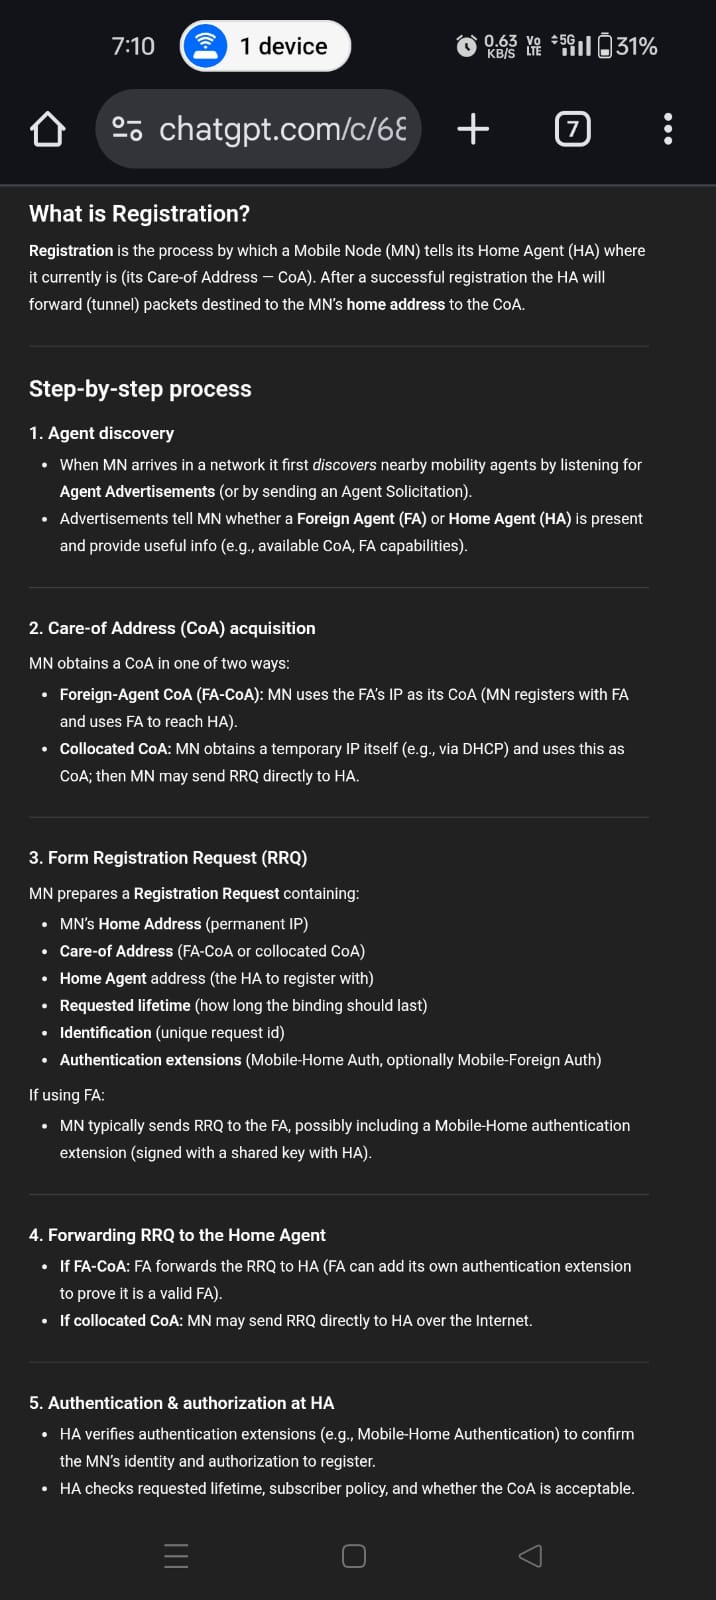 7:10 1 device 0.63 KB/S Vo LTE 5G 31%
chatgpt.com/c/68 7
What is Registration?
Registration is the process by which a Mobile Node (MN) tells its Home Agent (HA) where
it currently is (its Care-of Address — CoA). After a successful registration the HA will
forward (tunnel) packets destined to the MN's home address to the CoA.
Step-by-step process
1. Agent discovery
• When MN arrives in a network it first discovers nearby mobility agents by listening for
Agent Advertisements (or by sending an Agent Solicitation).
• Advertisements tell MN whether a Foreign Agent (FA) or Home Agent (HA) is present
and provide useful info (e.g., available CoA, FA capabilities).
2. Care-of Address (CoA) acquisition
MN obtains a CoA in one of two ways:
• Foreign-Agent CoA (FA-CoA): MN uses the FA's IP as its CoA (MN registers with FA
and uses FA to reach HA).
• Collocated CoA: MN obtains a temporary IP itself (e.g., via DHCP) and uses this as
CoA; then MN may send RRQ directly to HA.
3. Form Registration Request (RRQ)
MN prepares a Registration Request containing:
• MN's Home Address (permanent IP)
• Care-of Address (FA-CoA or collocated CoA)
• Home Agent address (the HA to register with)
• Requested lifetime (how long the binding should last)
• Identification (unique request id)
• Authentication extensions (Mobile-Home Auth, optionally Mobile-Foreign Auth)
If using FA:
• MN typically sends RRQ to the FA, possibly including a Mobile-Home authentication
extension (signed with a shared key with HA).
4. Forwarding RRQ to the Home Agent
• If FA-CoA: FA forwards the RRQ to HA (FA can add its own authentication extension
to prove it is a valid FA).
• If collocated CoA: MN may send RRQ directly to HA over the Internet.
5. Authentication & authorization at HA
• HA verifies authentication extensions (e.g., Mobile-Home Authentication) to confirm
the MN's identity and authorization to register.
• HA checks requested lifetime, subscriber policy, and whether the CoA is acceptable.